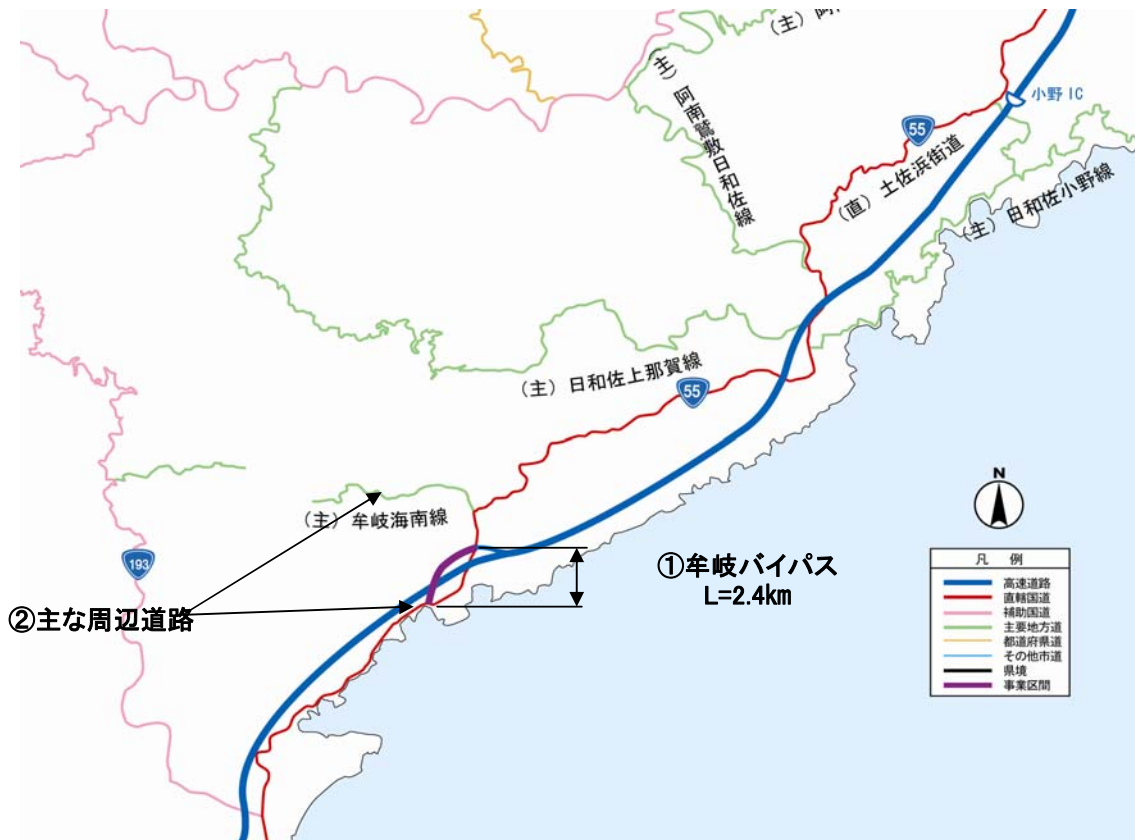 (主)阿
(主)阿南鷲敷日和佐線
小野IC
55
(直)土佐浜街道
(主)日和佐小野線
(主)日和佐上那賀線
55
(主)牟岐海南線
193
②主な周辺道路
①牟岐バイパス
L=2.4km
N
凡 例
高速道路
直轄国道
補助国道
主要地方道
都道府県道
その他市道
県境
事業区間